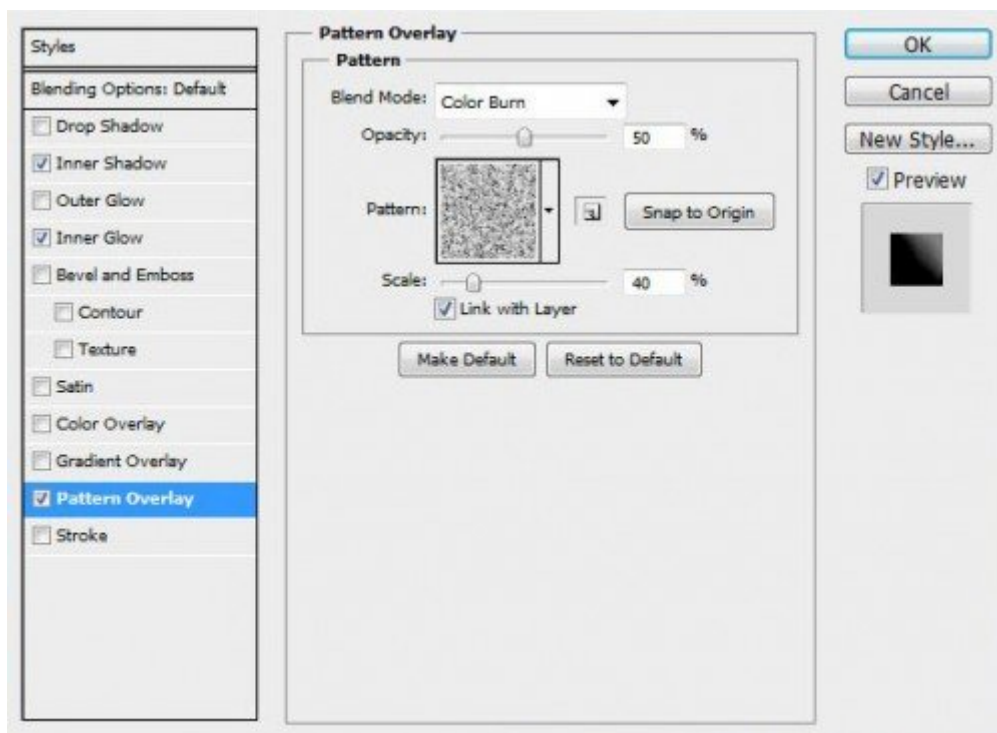 Styles
Blending Options: Default
Drop Shadow
Inner Shadow
Outer Glow
Inner Glow
Bevel and Emboss
Contour
Texture
Satin
Color Overlay
Gradient Overlay
Pattern Overlay
Stroke
Pattern Overlay
Pattern
Blend Mode: Color Burn
Opacity: 50 %
Pattern: Snap to Origin
Scale: 40 %
Link with Layer
Make Default Reset to Default
OK
Cancel
New Style...
Preview